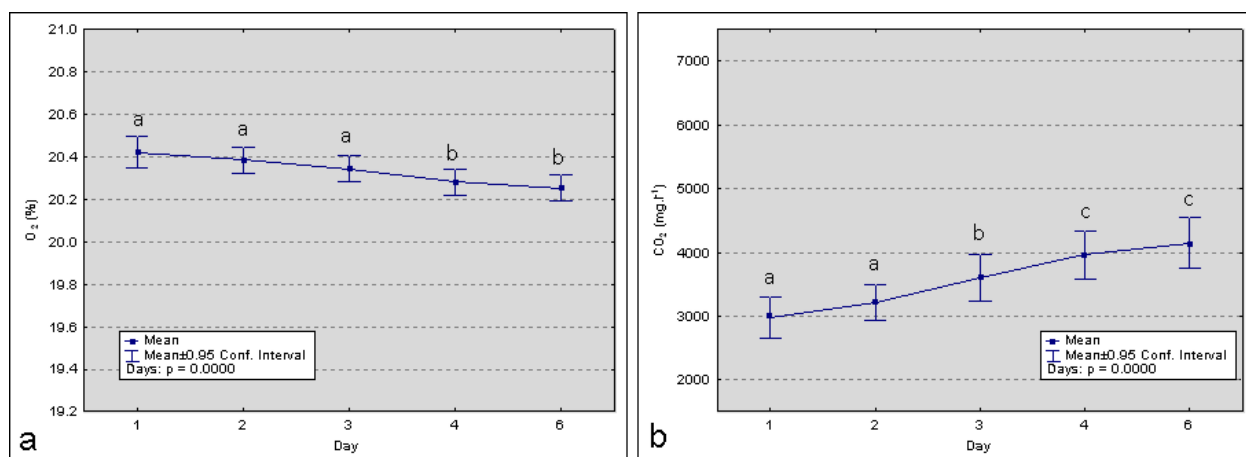 21.0
20.8
20.6
20.4
20.2
20.0
19.8
19.6
19.4
19.2
O₂ (%)
a
a
a
b
b
Mean
Mean±0.95 Conf. Interval
Days: p = 0.0000
1 2 3 4 6
Day
a
7000
6000
5000
4000
3000
2000
CO₂ (mg.l⁻¹)
a
a
b
c
c
Mean
Mean±0.95 Conf. Interval
Days: p = 0.0000
1 2 3 4 6
Day
b